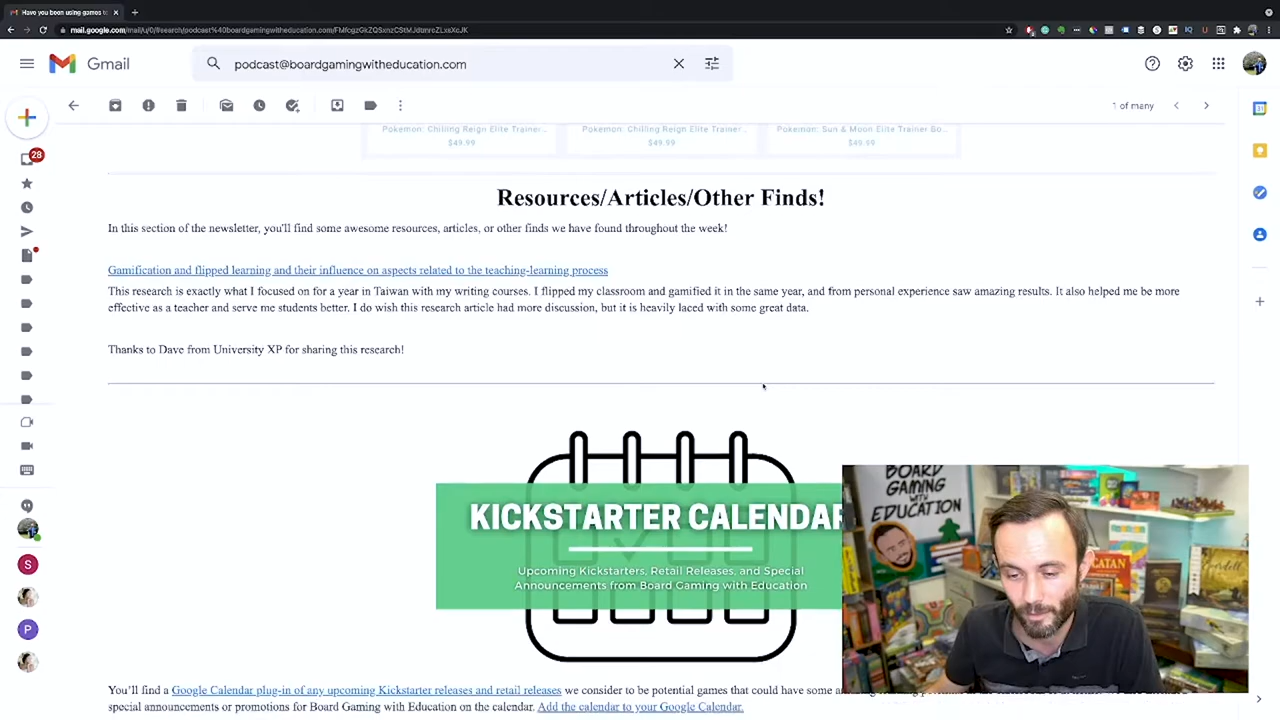 Have you been using games to
mail.google.com/mail/u/0/#search/podcast%40boardgamingwitheducation.com/
Gmail
podcast@boardgamingwitheducation.com
1 of many
28
Pokemon: Chilling Reign Elite Trainer...
Pokemon: Chilling Reign Elite Trainer...
Pokemon: Sun & Moon Elite Trainer Bo...
$49.99
$49.99
$49.99
Resources/Articles/Other Finds!
In this section of the newsletter, you'll find some awesome resources, articles, or other finds we have found throughout the week!
Gamification and flipped learning and their influence on aspects related to the teaching-learning process
This research is exactly what I focused on for a year in Taiwan with my writing courses. I flipped my classroom and gamified it in the same year, and from personal experience saw amazing results. It also helped me be more
effective as a teacher and serve me students better. I do wish this research article had more discussion, but it is heavily laced with some great data.
Thanks to Dave from University XP for sharing this research!
KICKSTARTER CALENDAR
Upcoming Kickstarters, Retail Releases, and Special
Announcements from Board Gaming with Education
BOARD
GAMING
WITH
EDUCATION
CATAN
S
P
You'll find a Google Calendar plug-in of any upcoming Kickstarter releases and retail releases we consider to be potential games that could have some
special announcements or promotions for Board Gaming with Education on the calendar. Add the calendar to your Google Calendar.